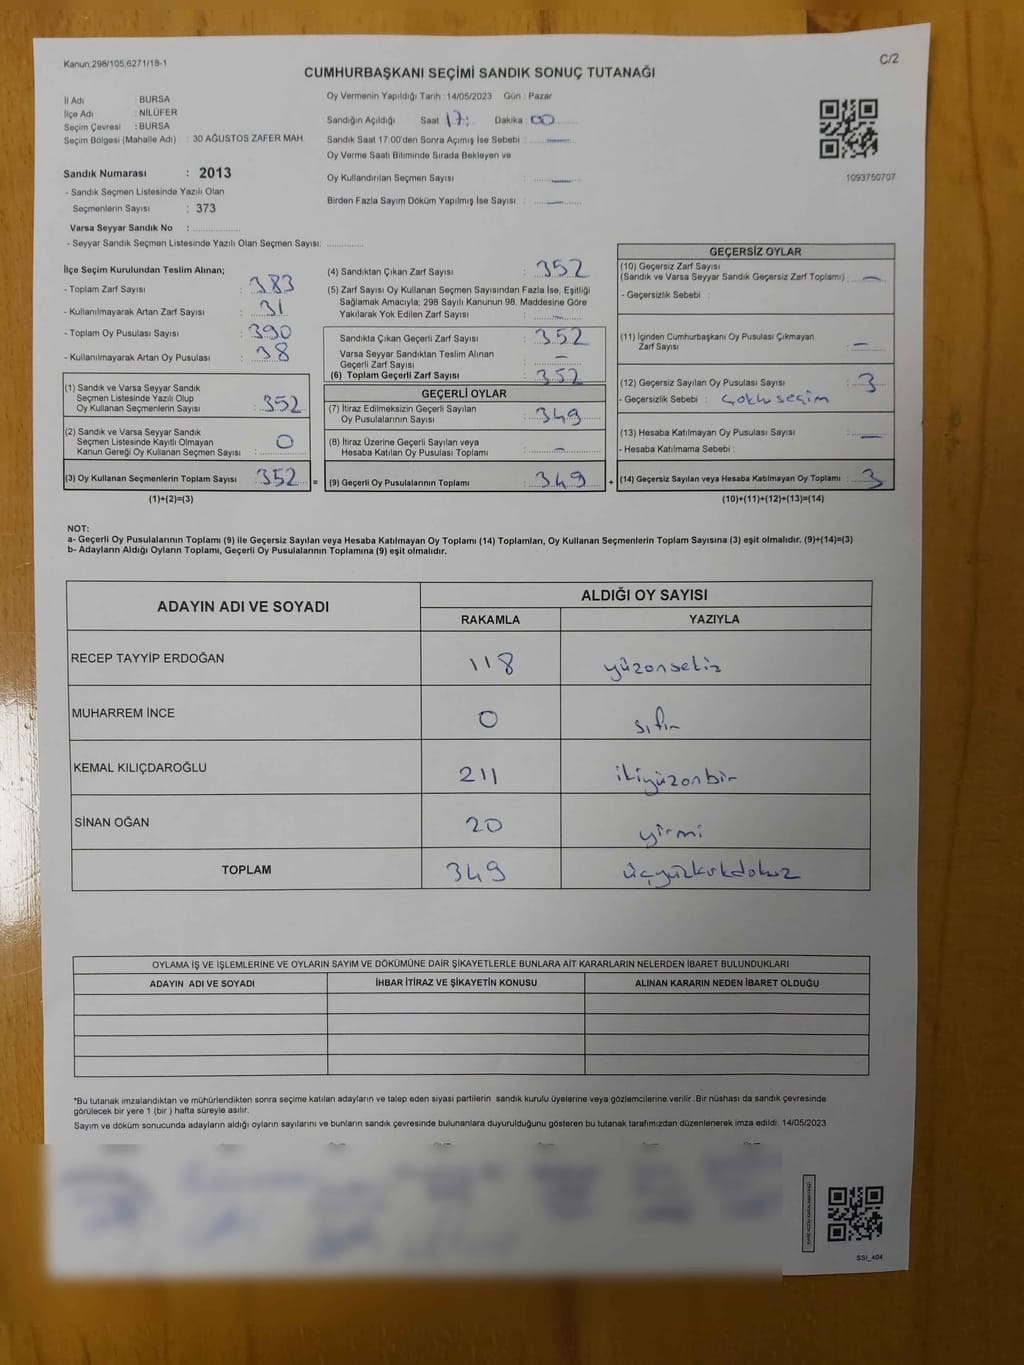 Kanun;298/105;6271/18-1
C/2
CUMHURBAŞKANI SEÇİMİ SANDIK SONUÇ TUTANAĞI
İl Adı : BURSA
İlçe Adı : NİLÜFER
Seçim Çevresi : BURSA
Seçim Bölgesi (Mahalle Adı) : 30 AĞUSTOS ZAFER MAH.
Sandık Numarası : 2013
- Sandık Seçmen Listesinde Yazılı Olan
Seçmenlerin Sayısı : 373
Varsa Seyyar Sandık No : ..............
- Seyyar Sandık Seçmen Listesinde Yazılı Olan Seçmen Sayısı: ..............
Oy Vermenin Yapıldığı Tarih : 14/05/2023 Gün : Pazar
Sandığın Açıldığı Saat 17: Dakika : 00
Sandık Saat 17:00'den Sonra Açımış İse Sebebi : —
Oy Verme Saati Bitiminde Sırada Bekleyen ve
Oy Kullandırılan Seçmen Sayısı : —
Birden Fazla Sayım Döküm Yapılmış İse Sayısı : —
1093750707
İlçe Seçim Kurulundan Teslim Alınan;
- Toplam Zarf Sayısı : 383
- Kullanılmayarak Artan Zarf Sayısı : 31
- Toplam Oy Pusulası Sayısı : 390
- Kullanılmayarak Artan Oy Pusulası : 38
(1) Sandık ve Varsa Seyyar Sandık
Seçmen Listesinde Yazılı Olup
Oy Kullanan Seçmenlerin Sayısı : 352
(2) Sandık ve Varsa Seyyar Sandık
Seçmen Listesinde Kayıtlı Olmayan
Kanun Gereği Oy Kullanan Seçmen Sayısı : 0
(3) Oy Kullanan Seçmenlerin Toplam Sayısı : 352 =
(1)+(2)=(3)
(4) Sandıktan Çıkan Zarf Sayısı : 352
(5) Zarf Sayısı Oy Kullanan Seçmen Sayısından Fazla İse, Eşitliği
Sağlamak Amacıyla; 298 Sayılı Kanunun 98. Maddesine Göre
Yakılarak Yok Edilen Zarf Sayısı : —
Sandıkta Çıkan Geçerli Zarf Sayısı : 352
Varsa Seyyar Sandıktan Teslim Alınan
Geçerli Zarf Sayısı : —
(6) Toplam Geçerli Zarf Sayısı : 352
GEÇERLİ OYLAR
(7) İtiraz Edilmeksizin Geçerli Sayılan
Oy Pusulalarının Sayısı : 349
(8) İtiraz Üzerine Geçerli Sayılan veya
Hesaba Katılan Oy Pusulası Toplamı : —
(9) Geçerli Oy Pusulalarının Toplamı : 349 +
GEÇERSİZ OYLAR
(10) Geçersiz Zarf Sayısı
(Sandık ve Varsa Seyyar Sandık Geçersiz Zarf Toplamı) : —
- Geçersizlik Sebebi :
(11) İçinden Cumhurbaşkanı Oy Pusulası Çıkmayan
Zarf Sayısı : —
(12) Geçersiz Sayılan Oy Pusulası Sayısı : 3
- Geçersizlik Sebebi : Çoklu seçim
(13) Hesaba Katılmayan Oy Pusulası Sayısı : —
- Hesaba Katılmama Sebebi :
(14) Geçersiz Sayılan veya Hesaba Katılmayan Oy Toplamı : 3
(10)+(11)+(12)+(13)=(14)
NOT:
a- Geçerli Oy Pusulalarının Toplamı (9) ile Geçersiz Sayılan veya Hesaba Katılmayan Oy Toplamı (14) Toplamları, Oy Kullanan Seçmenlerin Toplam Sayısına (3) eşit olmalıdır. (9)+(14)=(3)
b- Adayların Aldığı Oyların Toplamı, Geçerli Oy Pusulalarının Toplamına (9) eşit olmalıdır.
ADAYIN ADI VE SOYADI ALDIĞI OY SAYISI
RAKAMLA YAZIYLA
RECEP TAYYİP ERDOĞAN 118 yüzonsekiz
MUHARREM İNCE 0 sıfır
KEMAL KILIÇDAROĞLU 211 ikiyüzonbir
SİNAN OĞAN 20 yirmi
TOPLAM 349 üçyüzkırkdokuz
OYLAMA İŞ VE İŞLEMLERİNE VE OYLARIN SAYIM VE DÖKÜMÜNE DAİR ŞİKAYETLERLE BUNLARA AİT KARARLARIN NELERDEN İBARET BULUNDUKLARI
ADAYIN ADI VE SOYADI İHBAR İTİRAZ VE ŞİKAYETİN KONUSU ALINAN KARARIN NEDEN İBARET OLDUĞU
*Bu tutanak imzalandıktan ve mühürlendikten sonra seçime katılan adayların ve talep eden siyasi partilerin sandık kurulu üyelerine veya gözlemcilerine verilir. Bir nüshası da sandık çevresinde
görülecek bir yere 1 (bir ) hafta süreyle asılır.
Sayım ve döküm sonucunda adayların aldığı oyların sayılarını ve bunların sandık çevresinde bulunanlara duyurulduğunu gösteren bu tutanak tarafımızdan düzenlenerek imza edildi. 14/05/2023
SSI_404